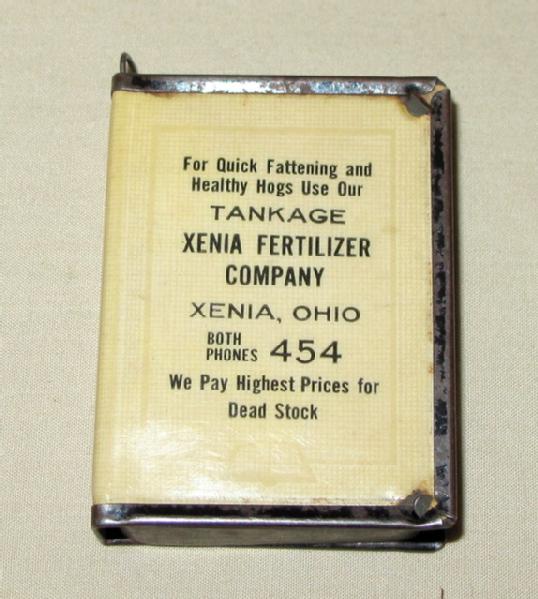 For Quick Fattening and
Healthy Hogs Use Our
TANKAGE
XENIA FERTILIZER
COMPANY
XENIA, OHIO
BOTH
PHONES 454
We Pay Highest Prices for
Dead Stock